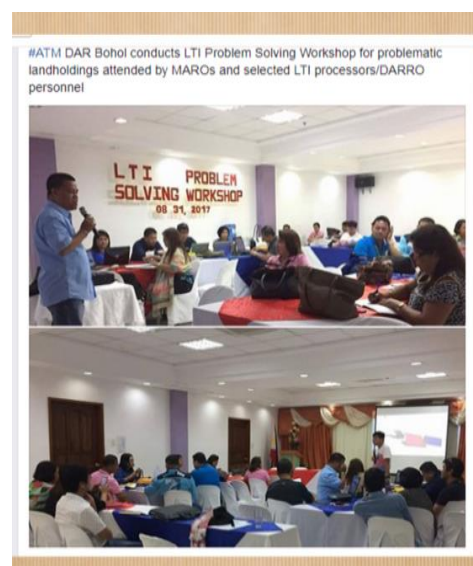 #ATM DAR Bohol conducts LTI Problem Solving Workshop for problematic
landholdings attended by MAROs and selected LTI processors/DARRO
personnel
LTI PROBLEM
SOLVING WORKSHOP
08 31, 2017